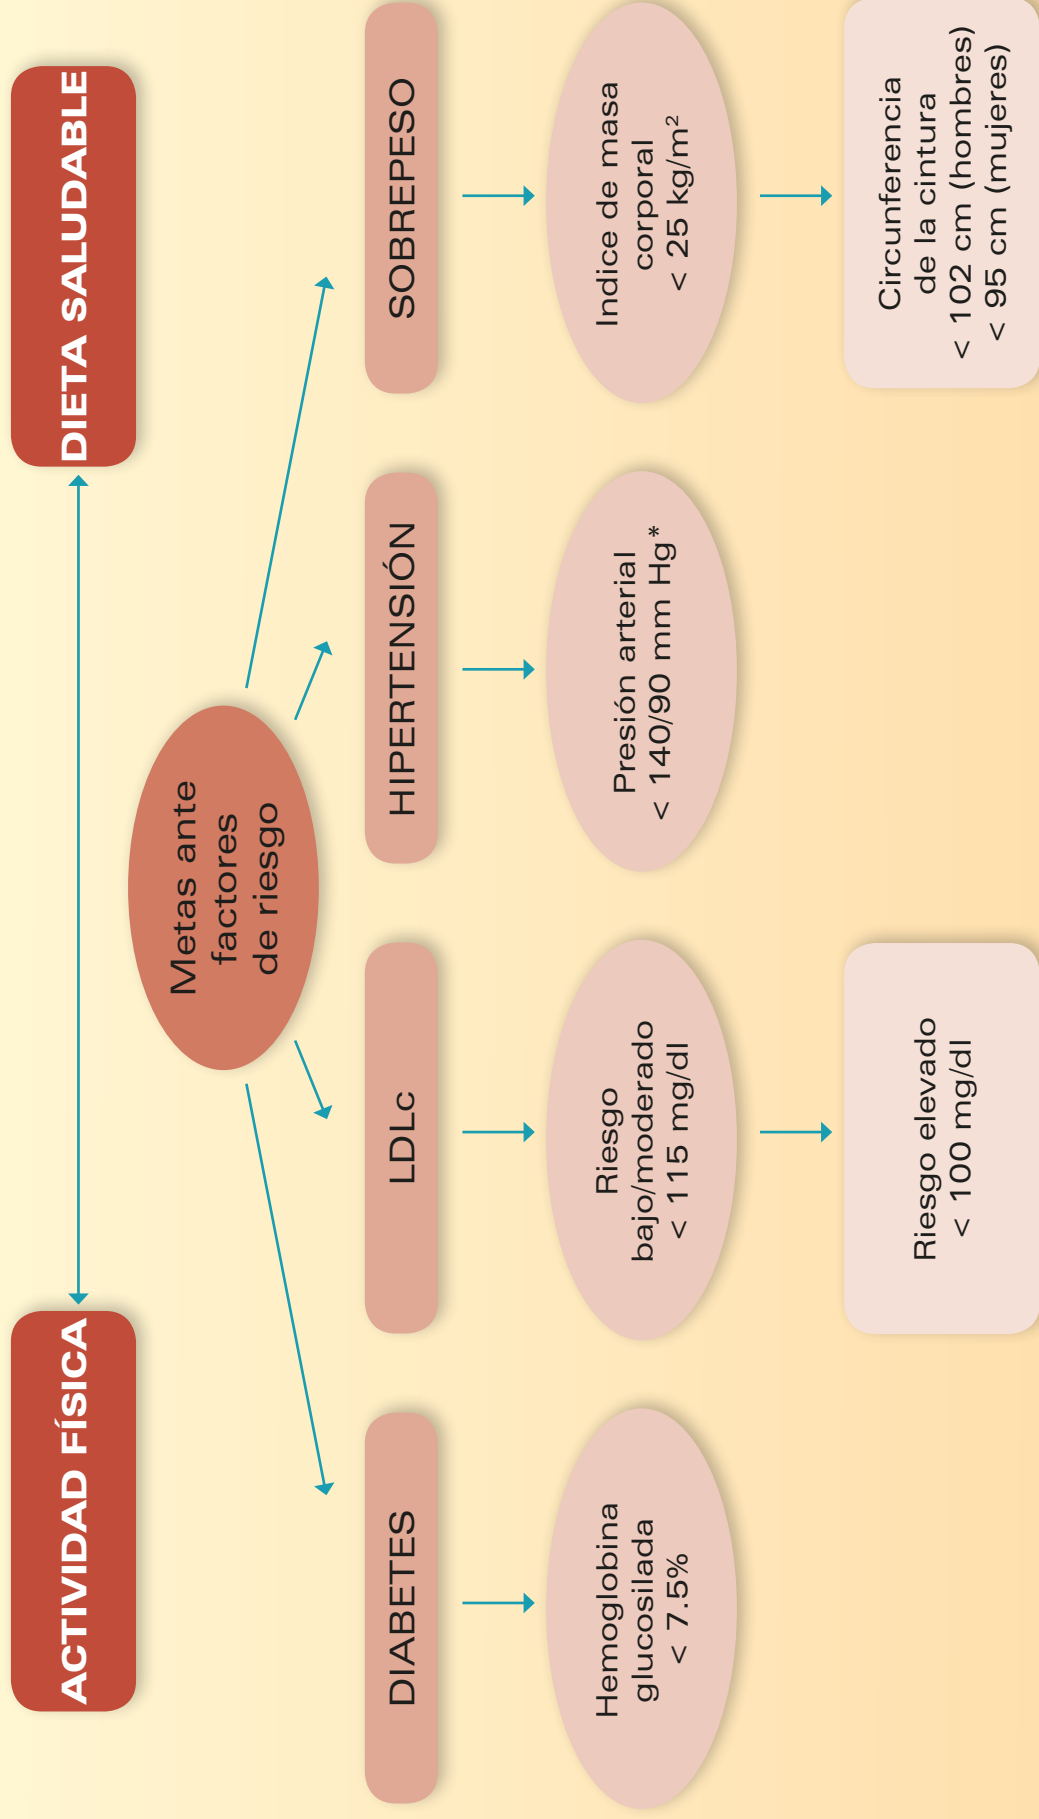 ACTIVIDAD FÍSICA
DIETA SALUDABLE
Metas ante
factores
de riesgo
DIABETES
LDLc
HIPERTENSIÓN
SOBREPESO
Hemoglobina
glucosilada
< 7.5%
Riesgo
bajo/moderado
< 115 mg/dl
Presión arterial
< 140/90 mm Hg*
Indice de masa
corporal
< 25 kg/m²
Riesgo elevado
< 100 mg/dl
Circunferencia
de la cintura
< 102 cm (hombres)
< 95 cm (mujeres)